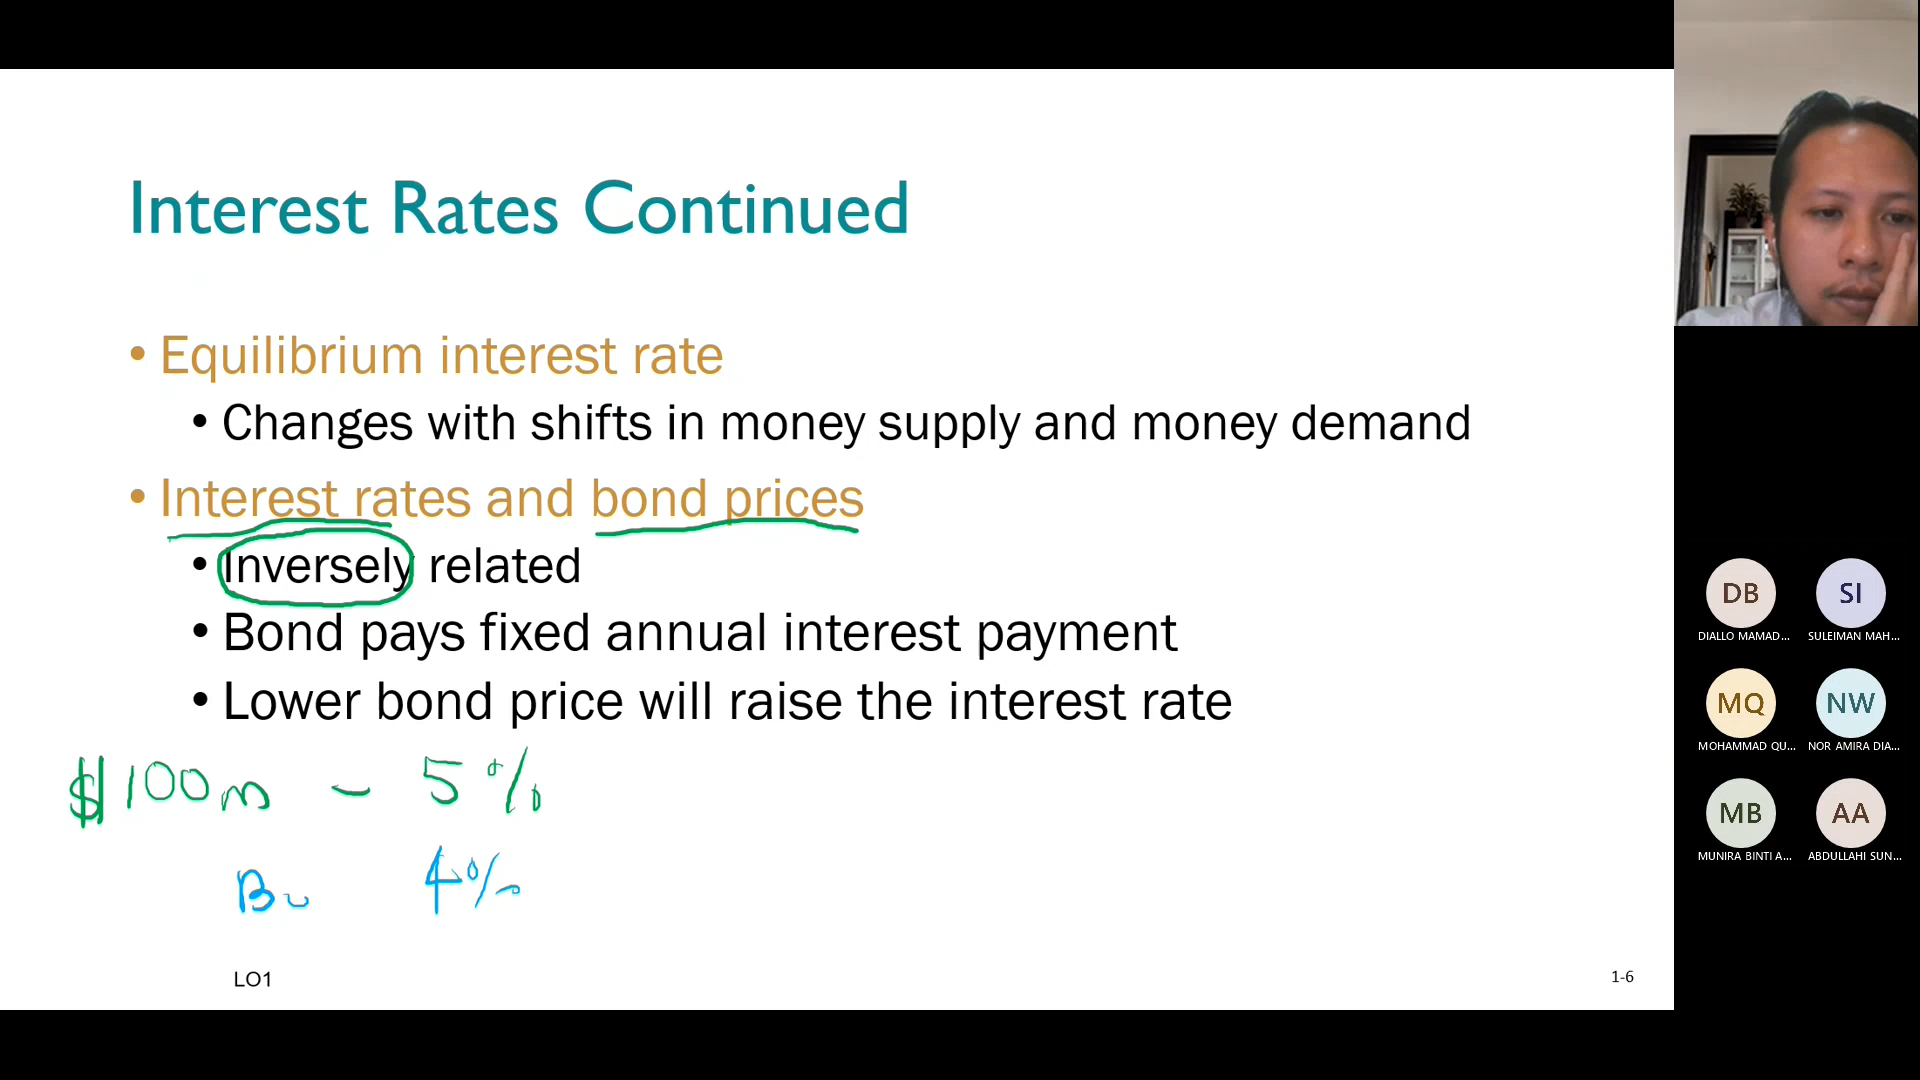 Interest Rates Continued
• Equilibrium interest rate
• Changes with shifts in money supply and money demand
• Interest rates and bond prices
• Inversely related
• Bond pays fixed annual interest payment
• Lower bond price will raise the interest rate
$100m - 5%
4%
LO1
1-6
DB
SI
DIALLO MAMAD...
SULEIMAN MAH...
MQ
NW
MOHAMMAD QU...
NOR AMIRA DIA...
MB
AA
MUNIRA BINTI A...
ABDULLAHI SUN...